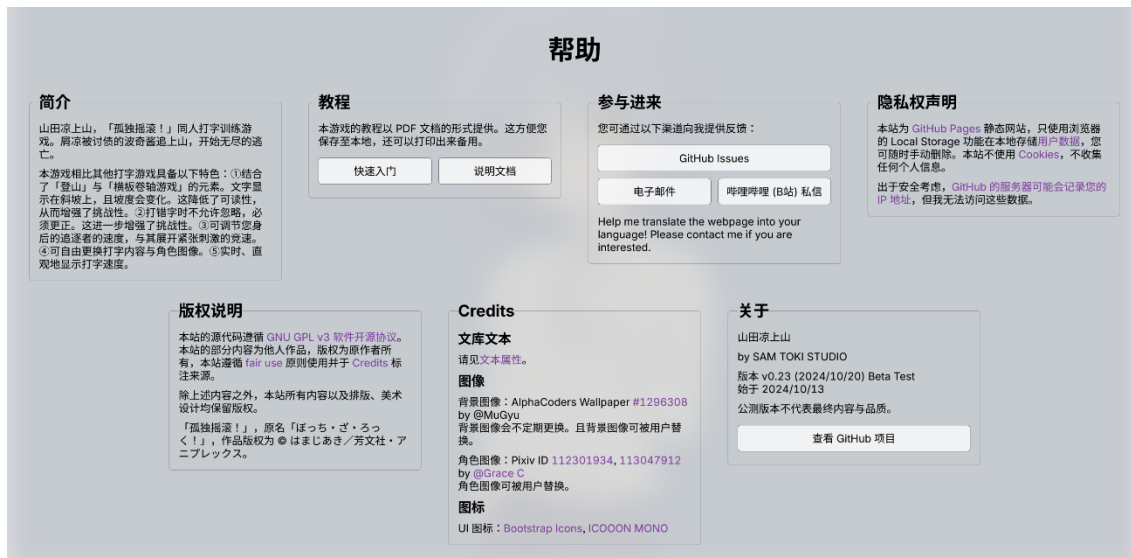 帮助
简介
山田凉上山，「孤独摇滚！」同人打字训练游
戏。屑凉被讨债的波奇酱追上山，开始无尽的逃
亡。
本游戏相比其他打字游戏具备以下特色：①结合
了「登山」与「横板卷轴游戏」的元素。文字显
示在斜坡上，且坡度会变化。这降低了可读性，
从而增强了挑战性。②打错字时不允许忽略，必
须更正。这进一步增强了挑战性。③可调节您身
后的追逐者的速度，与其展开紧张刺激的竞速。
④可自由更换打字内容与角色图像。⑤实时、直
观地显示打字速度。
教程
本游戏的教程以 PDF 文档的形式提供。这方便您
保存至本地，还可以打印出来备用。
快速入门
说明文档
参与进来
您可通过以下渠道向我提供反馈：
GitHub Issues
电子邮件
哔哩哔哩 (B站) 私信
Help me translate the webpage into your
language! Please contact me if you are
interested.
隐私权声明
本站为 GitHub Pages 静态网站，只使用浏览器
的 Local Storage 功能在本地存储用户数据，您
可随时手动删除。本站不使用 Cookies，不收集
任何个人信息。
出于安全考虑，GitHub 的服务器可能会记录您的
IP 地址，但我无法访问这些数据。
版权说明
本站的源代码遵循 GNU GPL v3 软件开源协议。
本站的部分内容为他人作品，版权为原作者所
有，本站遵循 fair use 原则使用并于 Credits 标
注来源。
除上述内容之外，本站所有内容以及排版、美术
设计均保留版权。
「孤独摇滚！」，原名「ぼっち・ざ・ろっ
く！」，作品版权为 © はまじあき／芳文社・ア
ニプレックス。
Credits
文库文本
请见文本属性。
图像
背景图像：AlphaCoders Wallpaper #1296308
by @MuGyu
背景图像会不定期更换。且背景图像可被用户替
换。
角色图像：Pixiv ID 112301934, 113047912
by @Grace C
角色图像可被用户替换。
图标
UI 图标：Bootstrap Icons, ICOOON MONO
关于
山田凉上山
by SAM TOKI STUDIO
版本 v0.23 (2024/10/20) Beta Test
始于 2024/10/13
公测版本不代表最终内容与品质。
查看 GitHub 项目